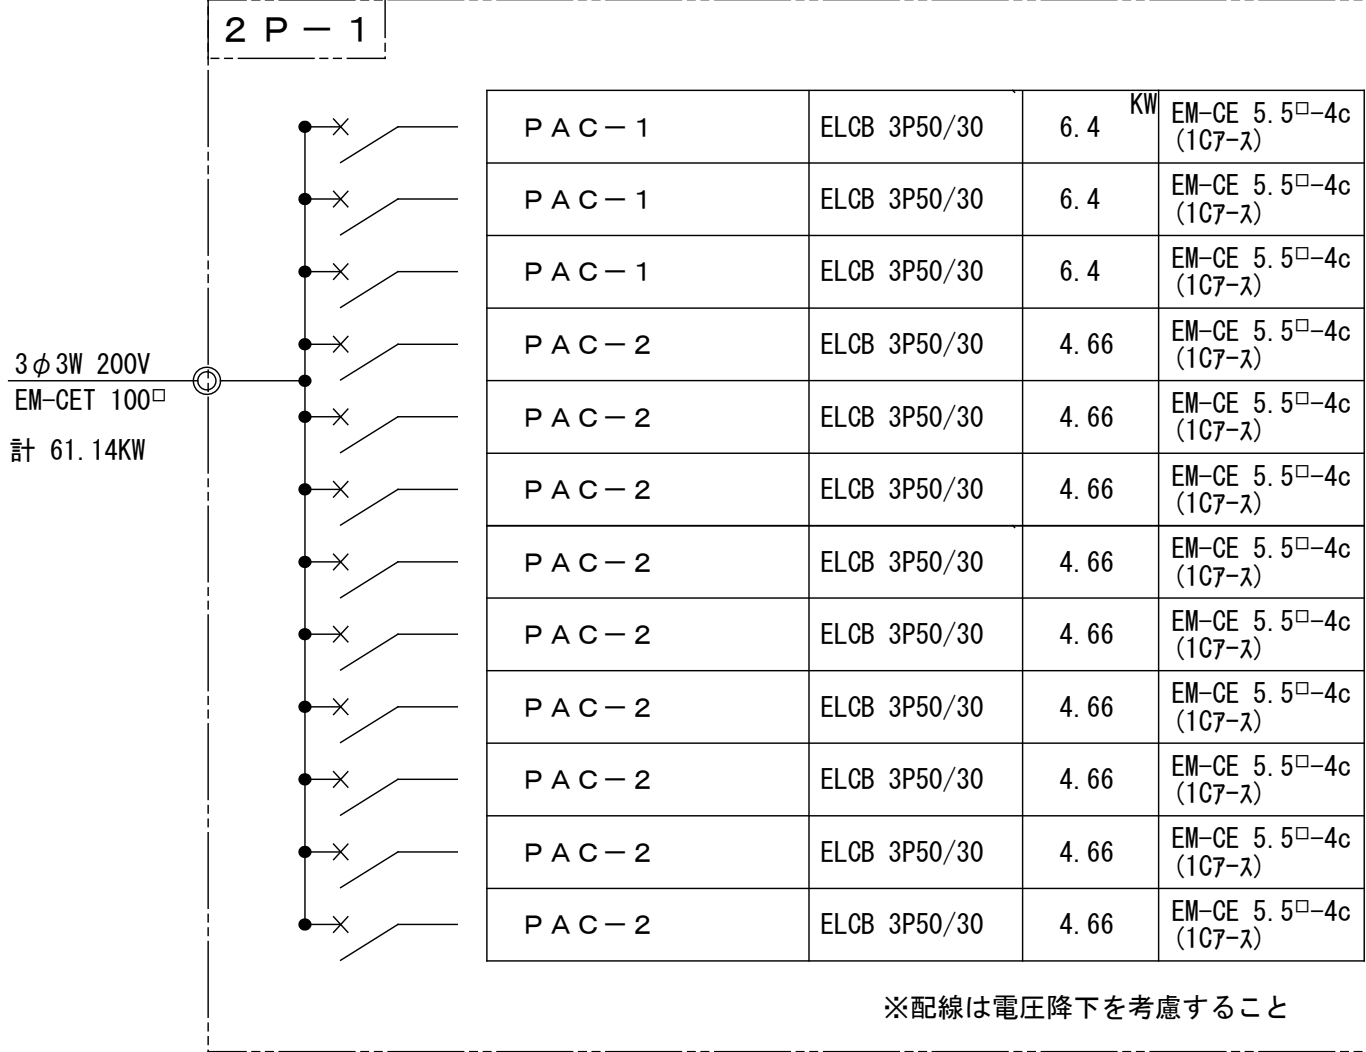 ２Ｐ－１
KW
ＰＡＣ－１ ELCB 3P50/30 6.4 EM-CE 5.5□-4c
(1Cｱｰｽ)
ＰＡＣ－１ ELCB 3P50/30 6.4 EM-CE 5.5□-4c
(1Cｱｰｽ)
ＰＡＣ－１ ELCB 3P50/30 6.4 EM-CE 5.5□-4c
(1Cｱｰｽ)
ＰＡＣ－２ ELCB 3P50/30 4.66 EM-CE 5.5□-4c
(1Cｱｰｽ)
3φ3W 200V
EM-CET 100□
計 61.14KW
ＰＡＣ－２ ELCB 3P50/30 4.66 EM-CE 5.5□-4c
(1Cｱｰｽ)
ＰＡＣ－２ ELCB 3P50/30 4.66 EM-CE 5.5□-4c
(1Cｱｰｽ)
ＰＡＣ－２ ELCB 3P50/30 4.66 EM-CE 5.5□-4c
(1Cｱｰｽ)
ＰＡＣ－２ ELCB 3P50/30 4.66 EM-CE 5.5□-4c
(1Cｱｰｽ)
ＰＡＣ－２ ELCB 3P50/30 4.66 EM-CE 5.5□-4c
(1Cｱｰｽ)
ＰＡＣ－２ ELCB 3P50/30 4.66 EM-CE 5.5□-4c
(1Cｱｰｽ)
ＰＡＣ－２ ELCB 3P50/30 4.66 EM-CE 5.5□-4c
(1Cｱｰｽ)
ＰＡＣ－２ ELCB 3P50/30 4.66 EM-CE 5.5□-4c
(1Cｱｰｽ)
※配線は電圧降下を考慮すること